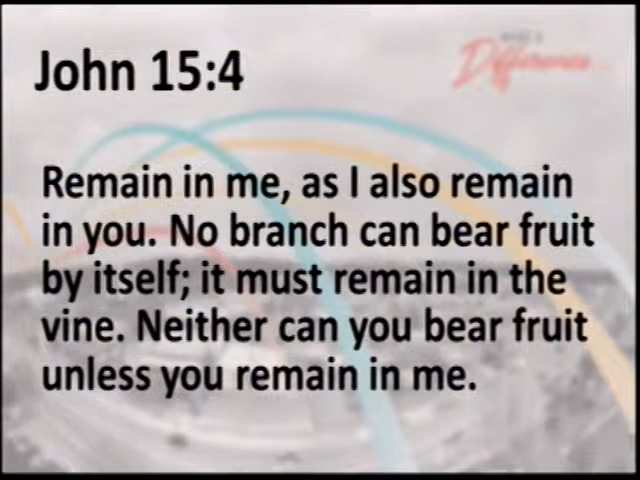 John 15:4
Difference
Remain in me, as I also remain
in you. No branch can bear fruit
by itself; it must remain in the
vine. Neither can you bear fruit
unless you remain in me.